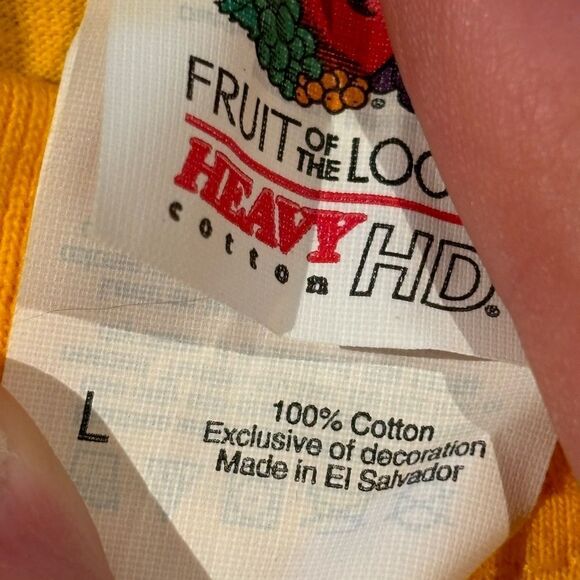 FRUIT OF THE LOO
HEAVY
cotton HD®
L
100% Cotton
Exclusive of decoration
Made in El Salvador